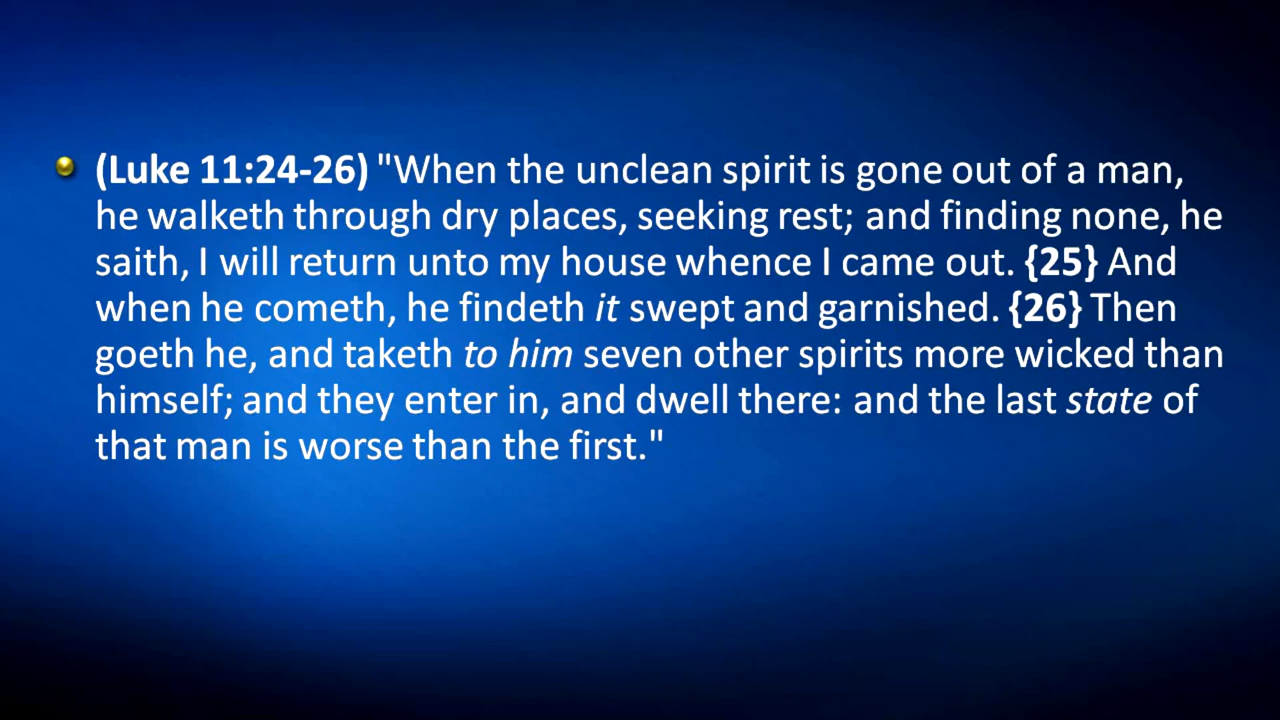 (Luke 11:24-26) "When the unclean spirit is gone out of a man,
he walketh through dry places, seeking rest; and finding none, he
saith, I will return unto my house whence I came out. {25} And
when he cometh, he findeth it swept and garnished. {26} Then
goeth he, and taketh to him seven other spirits more wicked than
himself; and they enter in, and dwell there: and the last state of
that man is worse than the first."